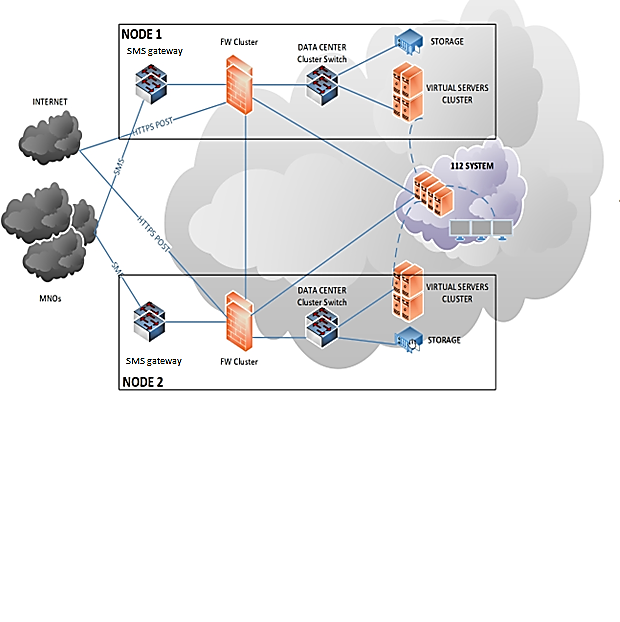 NODE 1
SMS gateway
FW Cluster
DATA CENTER
Cluster Switch
STORAGE
VIRTUAL SERVERS
CLUSTER
INTERNET
HTTPS POST
SMS
112 SYSTEM
HTTPS POST
MNOs
SMS
DATA CENTER
Cluster Switch
VIRTUAL SERVERS
CLUSTER
STORAGE
SMS gateway
FW Cluster
NODE 2